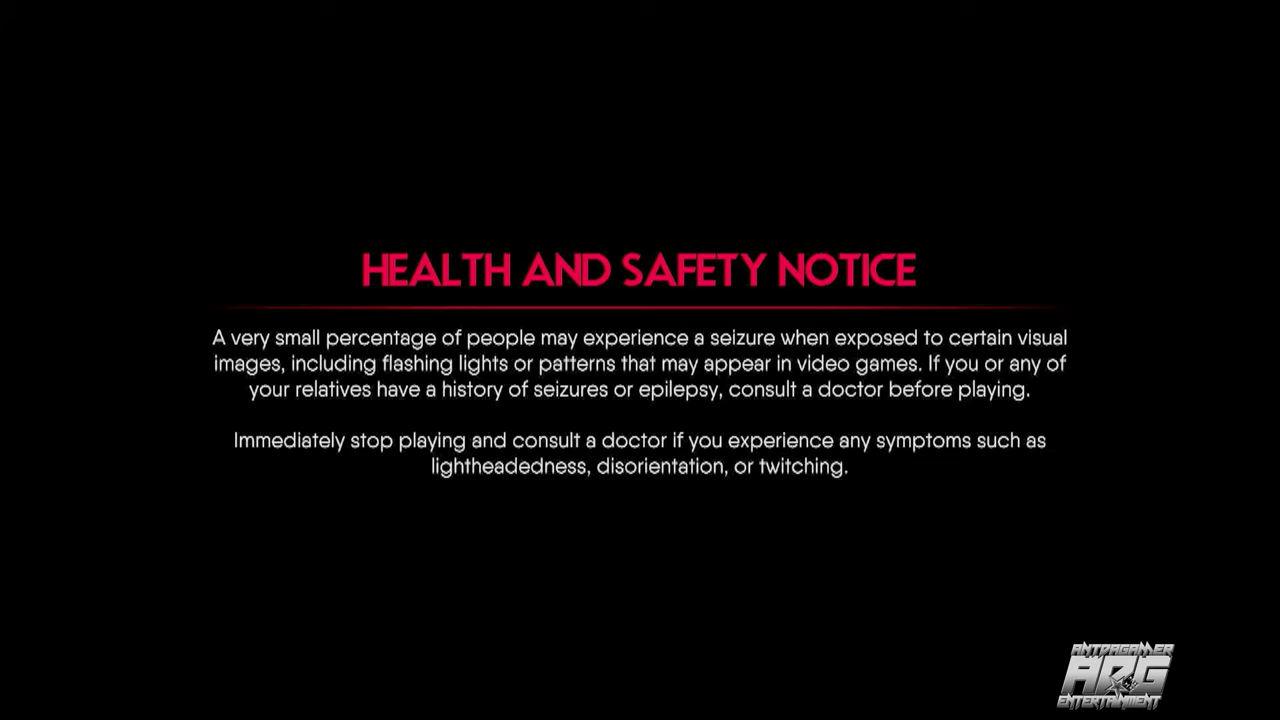 HEALTH AND SAFETY NOTICE
A very small percentage of people may experience a seizure when exposed to certain visual
images, including flashing lights or patterns that may appear in video games. If you or any of
your relatives have a history of seizures or epilepsy, consult a doctor before playing.
Immediately stop playing and consult a doctor if you experience any symptoms such as
lightheadedness, disorientation, or twitching.
ANTDAGAMER
ADG
ENTERTAINMENT